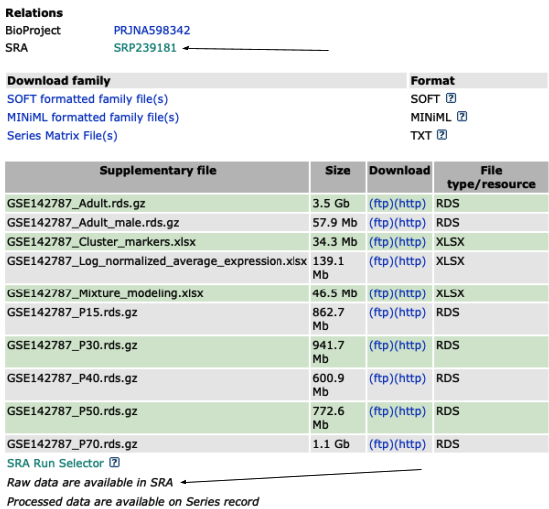 Relations
BioProject PRJNA598342
SRA SRP239181
Download family Format
SOFT formatted family file(s) SOFT ?
MINiML formatted family file(s) MINiML ?
Series Matrix File(s) TXT ?
Supplementary file Size Download File type/resource
GSE142787_Adult.rds.gz 3.5 Gb (ftp)(http) RDS
GSE142787_Adult_male.rds.gz 57.9 Mb (ftp)(http) RDS
GSE142787_Cluster_markers.xlsx 34.3 Mb (ftp)(http) XLSX
GSE142787_Log_normalized_average_expression.xlsx 139.1 Mb (ftp)(http) XLSX
GSE142787_Mixture_modeling.xlsx 46.5 Mb (ftp)(http) XLSX
GSE142787_P15.rds.gz 862.7 Mb (ftp)(http) RDS
GSE142787_P30.rds.gz 941.7 Mb (ftp)(http) RDS
GSE142787_P40.rds.gz 600.9 Mb (ftp)(http) RDS
GSE142787_P50.rds.gz 772.6 Mb (ftp)(http) RDS
GSE142787_P70.rds.gz 1.1 Gb (ftp)(http) RDS
SRA Run Selector ?
Raw data are available in SRA
Processed data are available on Series record